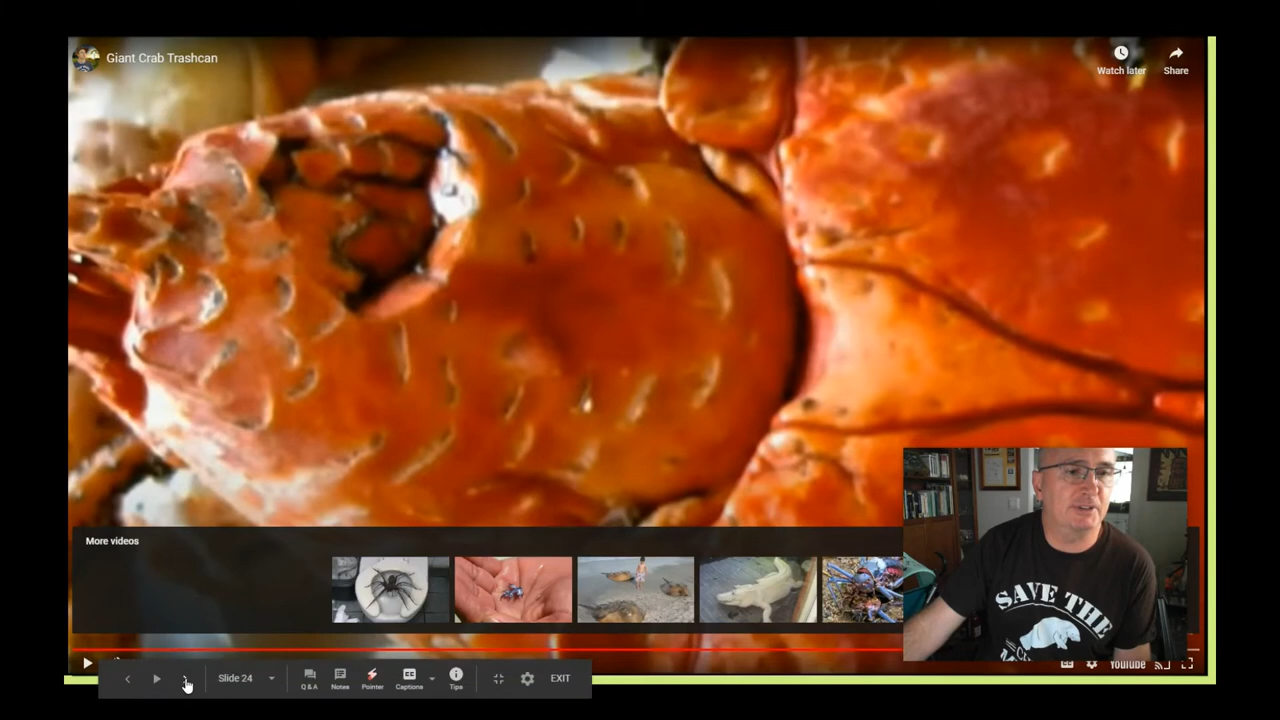 Giant Crab Trashcan
Watch later
Share
More videos
SAVE THE
YouTube
Slide 24
Q & A
Notes
Pointer
Captions
Tips
EXIT